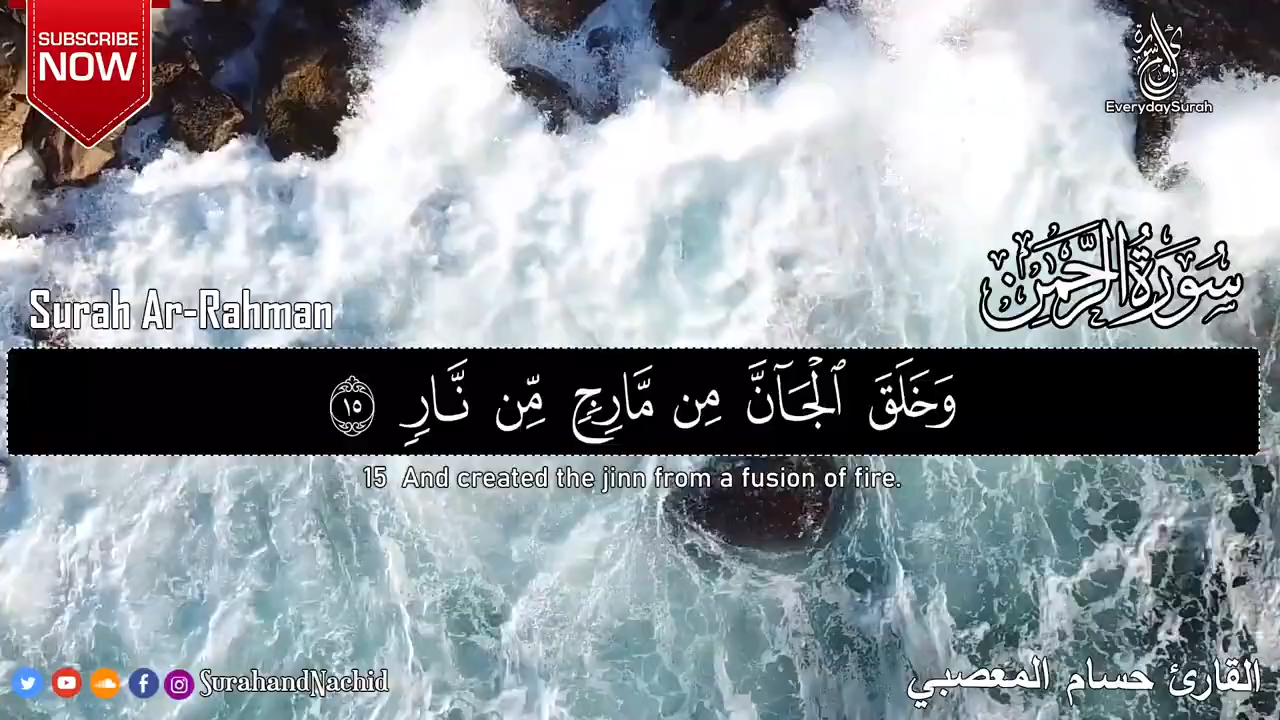 SUBSCRIBE
NOW
EverydaySurah
سُورَةُ الرَّحْمَٰن
Surah Ar-Rahman
وَخَلَقَ ٱلْجَآنَّ مِن مَّارِجٍ مِّن نَّارٍ ١٥
15 And created the jinn from a fusion of fire.
SurahandNachid
القارئ حسام المعصبي